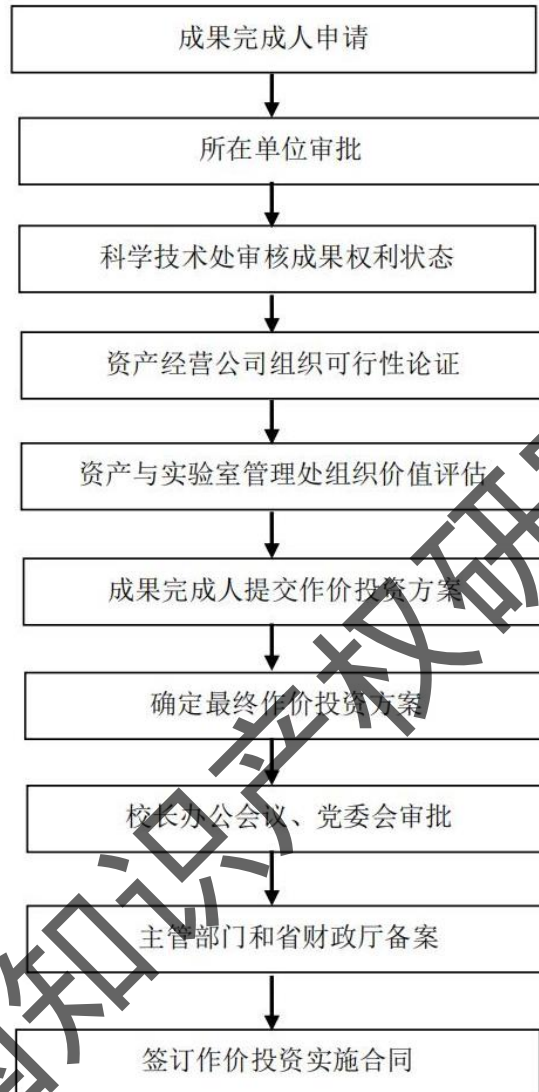 成果完成人申请
所在单位审批
科学技术处审核成果权利状态
资产经营公司组织可行性论证
资产与实验室管理处组织价值评估
成果完成人提交作价投资方案
确定最终作价投资方案
校长办公会议、党委会审批
主管部门和省财政厅备案
签订作价投资实施合同
知识产权研